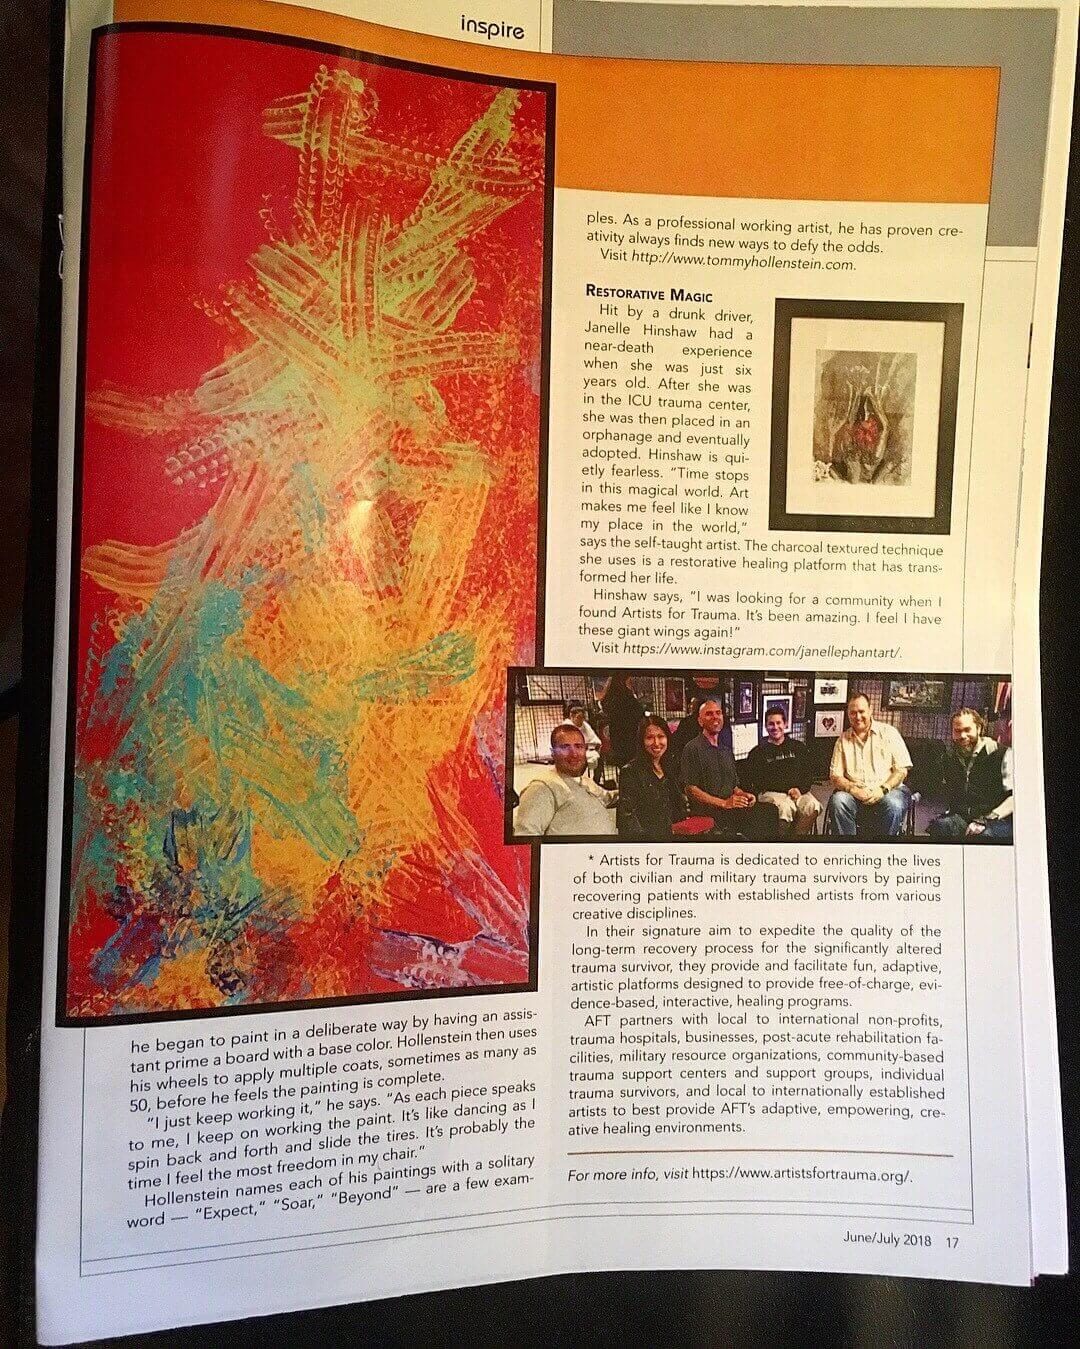 inspire
he began to paint in a deliberate way by having an assis-
tant prime a board with a base color. Hollenstein then uses
his wheels to apply multiple coats, sometimes as many as
50, before he feels the painting is complete.
"I just keep working it," he says. "As each piece speaks
to me, I keep on working the paint. It's like dancing as I
spin back and forth and slide the tires. It's probably the
time I feel the most freedom in my chair."
Hollenstein names each of his paintings with a solitary
word — "Expect," "Soar," "Beyond" — are a few exam-
ples. As a professional working artist, he has proven cre-
ativity always finds new ways to defy the odds.
Visit http://www.tommyhollenstein.com.
RESTORATIVE MAGIC
Hit by a drunk driver,
Janelle Hinshaw had a
near-death experience
when she was just six
years old. After she was
in the ICU trauma center,
she was then placed in an
orphanage and eventually
adopted. Hinshaw is qui-
etly fearless. "Time stops
in this magical world. Art
makes me feel like I know
my place in the world,"
says the self-taught artist. The charcoal textured technique
she uses is a restorative healing platform that has trans-
formed her life.
Hinshaw says, "I was looking for a community when I
found Artists for Trauma. It's been amazing. I feel I have
these giant wings again!"
Visit https://www.instagram.com/janellephantart/.
* Artists for Trauma is dedicated to enriching the lives
of both civilian and military trauma survivors by pairing
recovering patients with established artists from various
creative disciplines.
In their signature aim to expedite the quality of the
long-term recovery process for the significantly altered
trauma survivor, they provide and facilitate fun, adaptive,
artistic platforms designed to provide free-of-charge, evi-
dence-based, interactive, healing programs.
AFT partners with local to international non-profits,
trauma hospitals, businesses, post-acute rehabilitation fa-
cilities, military resource organizations, community-based
trauma support centers and support groups, individual
trauma survivors, and local to internationally established
artists to best provide AFT's adaptive, empowering, cre-
ative healing environments.
For more info, visit https://www.artistsfortrauma.org/.
June/July 2018 17